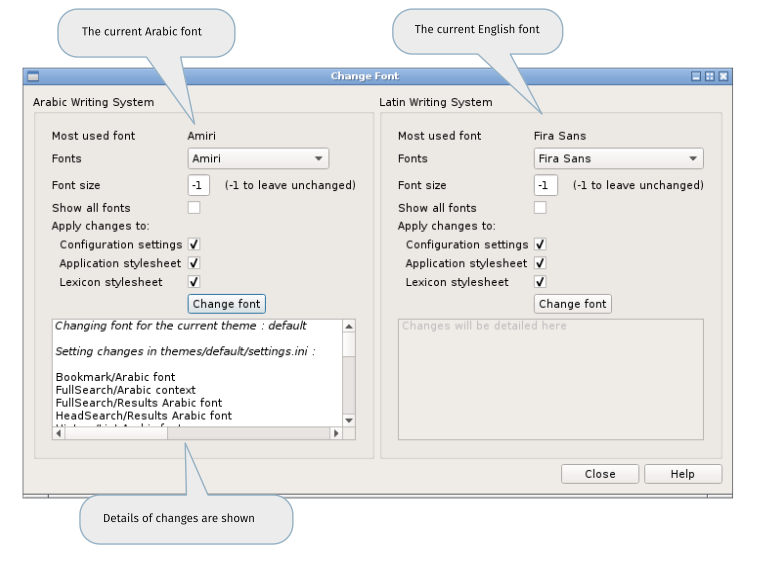 The current Arabic font
The current English font
Change Font
Arabic Writing System
Most used font Amiri
Fonts Amiri
Font size -1 (-1 to leave unchanged)
Show all fonts
Apply changes to:
Configuration settings
Application stylesheet
Lexicon stylesheet
Change font
Changing font for the current theme : default
Setting changes in themes/default/settings.ini :
Bookmark/Arabic font
FullSearch/Arabic context
FullSearch/Results Arabic font
HeadSearch/Results Arabic font
Latin Writing System
Most used font Fira Sans
Fonts Fira Sans
Font size -1 (-1 to leave unchanged)
Show all fonts
Apply changes to:
Configuration settings
Application stylesheet
Lexicon stylesheet
Change font
Changes will be detailed here
Close Help
Details of changes are shown